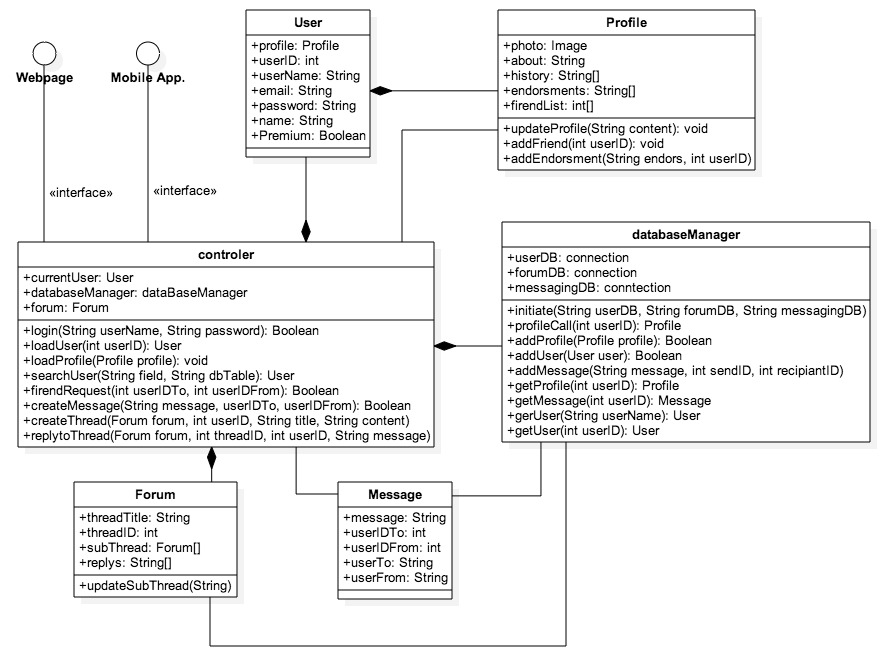 Webpage
Mobile App.
«interface»
«interface»
User
+profile: Profile
+userID: int
+userName: String
+email: String
+password: String
+name: String
+Premium: Boolean
Profile
+photo: Image
+about: String
+history: String[]
+endorsments: String[]
+firendList: int[]
+updateProfile(String content): void
+addFriend(int userID): void
+addEndorsment(String endors, int userID)
controler
+currentUser: User
+databaseManager: dataBaseManager
+forum: Forum
+login(String userName, String password): Boolean
+loadUser(int userID): User
+loadProfile(Profile profile): void
+searchUser(String field, String dbTable): User
+firendRequest(int userIDTo, int userIDFrom): Boolean
+createMessage(String message, userIDTo, userIDFrom): Boolean
+createThread(Forum forum, int userID, String title, String content)
+replytoThread(Forum forum, int threadID, int userID, String message)
databaseManager
+userDB: connection
+forumDB: connection
+messagingDB: conntection
+initiate(String userDB, String forumDB, String messagingDB)
+profileCall(int userID): Profile
+addProfile(Profile profile): Boolean
+addUser(User user): Boolean
+addMessage(String message, int sendID, int recipiantID)
+getProfile(int userID): Profile
+getMessage(int userID): Message
+gerUser(String userName): User
+getUser(int userID): User
Forum
+threadTitle: String
+threadID: int
+subThread: Forum[]
+replys: String[]
+updateSubThread(String)
Message
+message: String
+userIDTo: int
+userIDFrom: int
+userTo: String
+userFrom: String